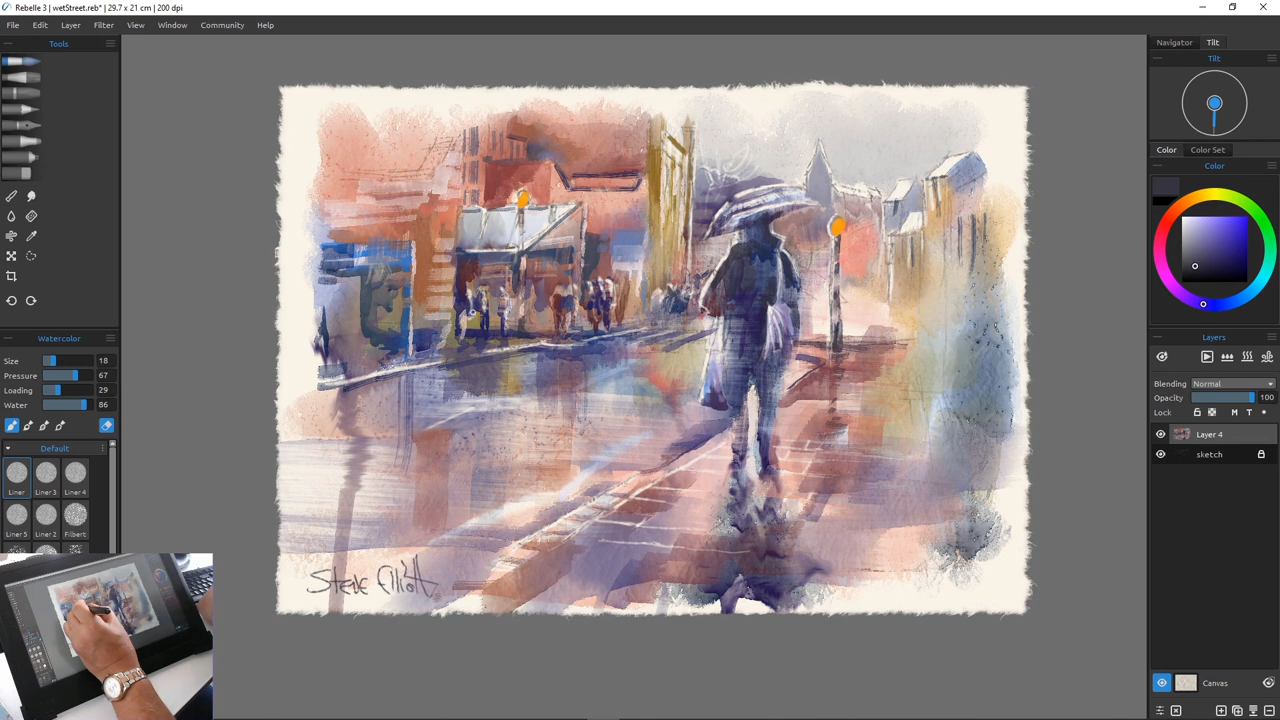 Rebelle 3 | wetStreet.reb* | 29.7 x 21 cm | 200 dpi
File Edit Layer Filter View Window Community Help
Tools
Navigator Tilt
Tilt
Color Color Set
Color
Watercolor
Size 18
Pressure 67
Loading 29
Water 86
Default
Liner Liner 3 Liner 4
Liner 5 Liner 2 Filbert
Steve Elliott
Layers
Blending Normal
Opacity 100
Lock M T
Layer 4
sketch
Canvas